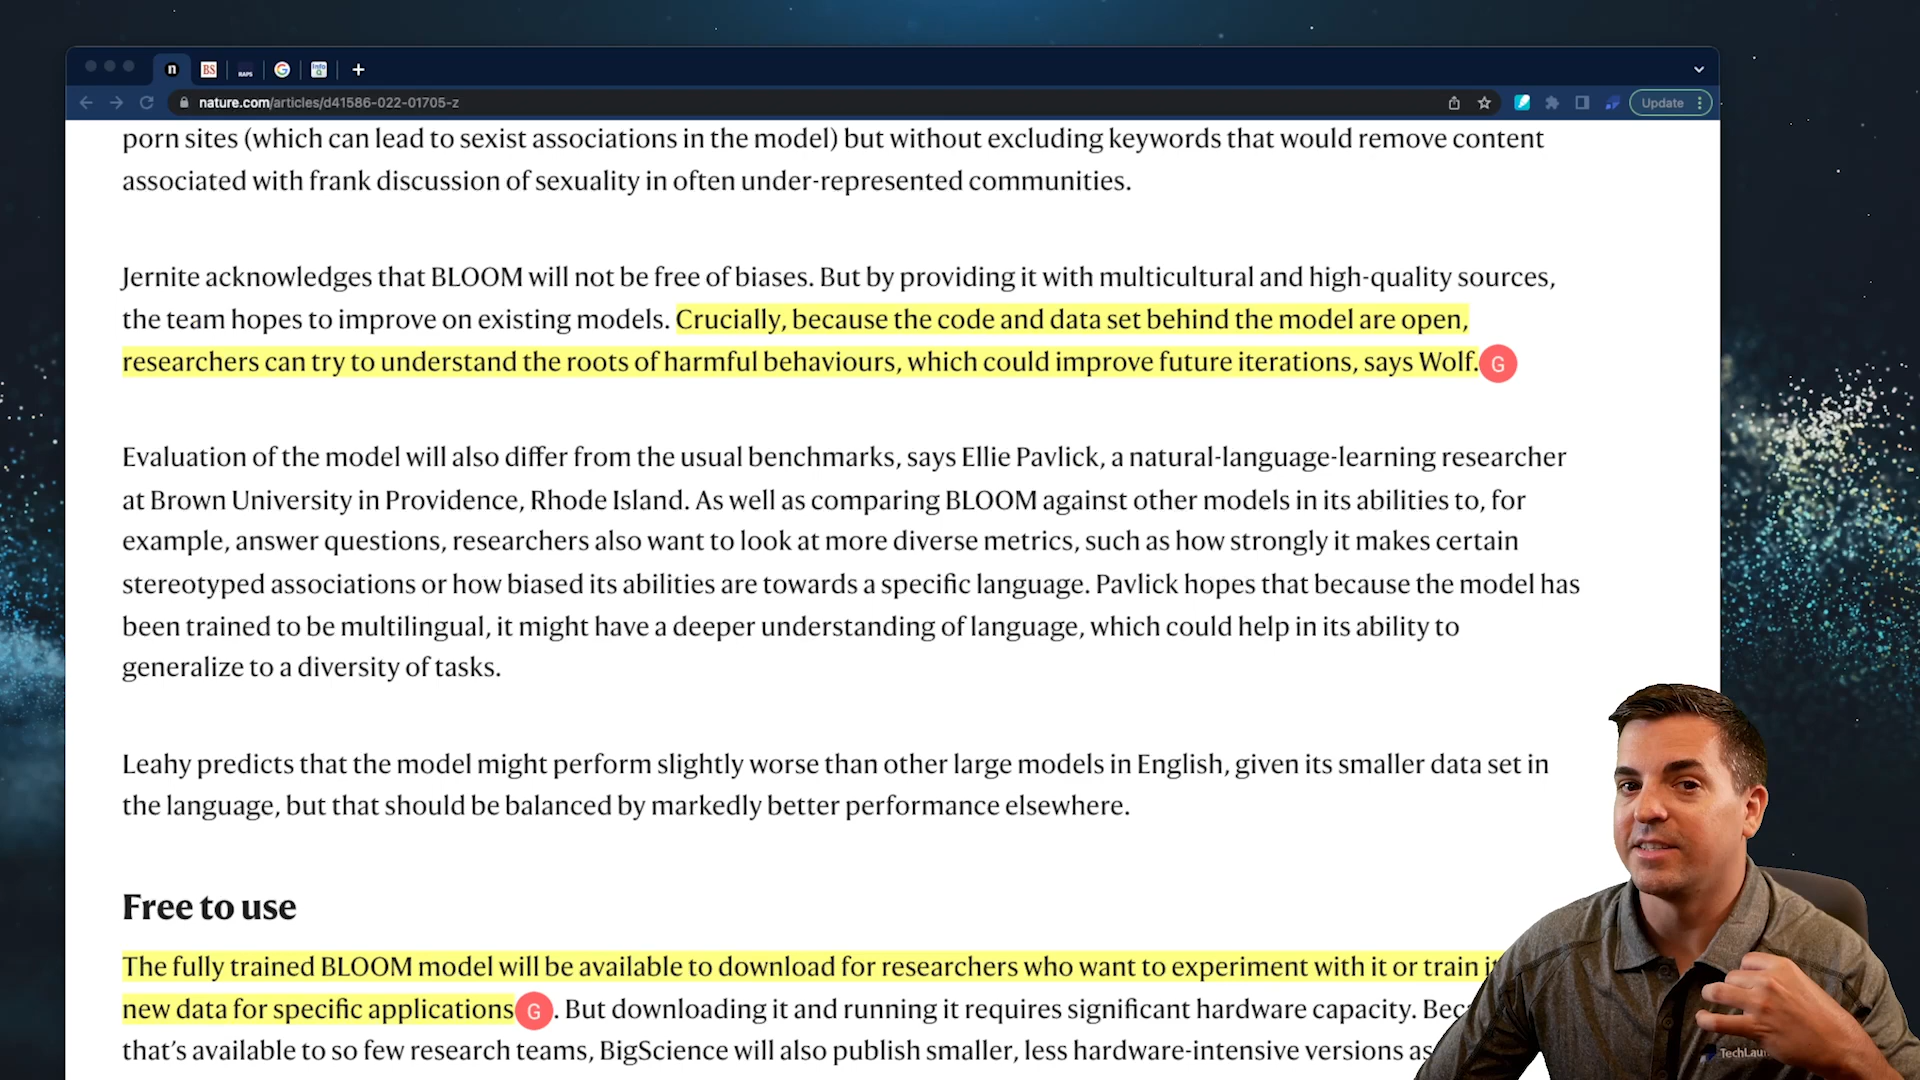 BS
NAPS
Info
Q
nature.com/articles/d41586-022-01705-z
Update
porn sites (which can lead to sexist associations in the model) but without excluding keywords that would remove content
associated with frank discussion of sexuality in often under-represented communities.
Jernite acknowledges that BLOOM will not be free of biases. But by providing it with multicultural and high-quality sources,
the team hopes to improve on existing models. Crucially, because the code and data set behind the model are open,
researchers can try to understand the roots of harmful behaviours, which could improve future iterations, says Wolf. G
Evaluation of the model will also differ from the usual benchmarks, says Ellie Pavlick, a natural-language-learning researcher
at Brown University in Providence, Rhode Island. As well as comparing BLOOM against other models in its abilities to, for
example, answer questions, researchers also want to look at more diverse metrics, such as how strongly it makes certain
stereotyped associations or how biased its abilities are towards a specific language. Pavlick hopes that because the model has
been trained to be multilingual, it might have a deeper understanding of language, which could help in its ability to
generalize to a diversity of tasks.
Leahy predicts that the model might perform slightly worse than other large models in English, given its smaller data set in
the language, but that should be balanced by markedly better performance elsewhere.
Free to use
The fully trained BLOOM model will be available to download for researchers who want to experiment with it or train
new data for specific applications G . But downloading it and running it requires significant hardware capacity.
that's available to so few research teams, BigScience will also publish smaller, less hardware-intensive versions as